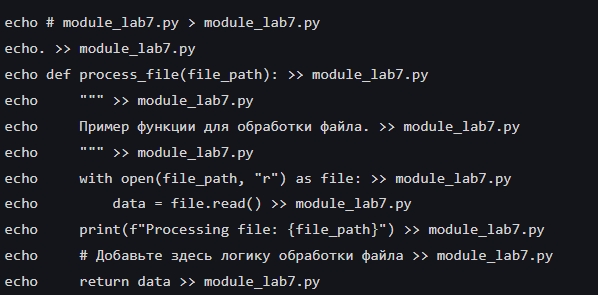 echo # module_lab7.py > module_lab7.py
echo. >> module_lab7.py
echo def process_file(file_path): >> module_lab7.py
echo     """ >> module_lab7.py
echo     Пример функции для обработки файла. >> module_lab7.py
echo     """ >> module_lab7.py
echo     with open(file_path, "r") as file: >> module_lab7.py
echo         data = file.read() >> module_lab7.py
echo     print(f"Processing file: {file_path}") >> module_lab7.py
echo     # Добавьте здесь логику обработки файла >> module_lab7.py
echo     return data >> module_lab7.py